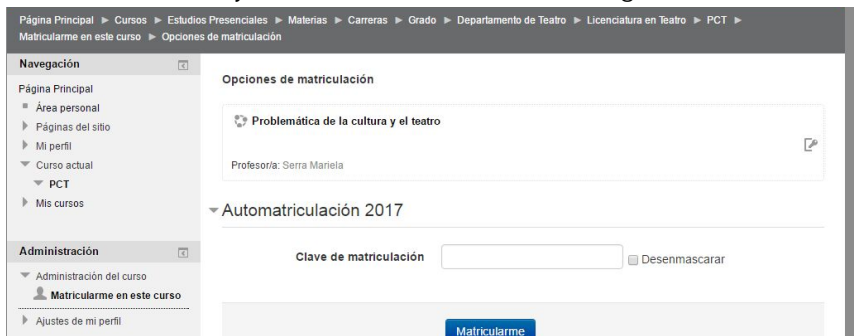 Página Principal ► Cursos ► Estudios Presenciales ► Materias ► Carreras ► Grado ► Departamento de Teatro ► Licenciatura en Teatro ► PCT ►
Matricularme en este curso ► Opciones de matriculación
Navegación
Página Principal
Área personal
Páginas del sitio
Mi perfil
Curso actual
PCT
Mis cursos
Administración
Administración del curso
Matricularme en este curso
Ajustes de mi perfil
Opciones de matriculación
Problemática de la cultura y el teatro
Profesor/a: Serra Mariela
Automatriculación 2017
Clave de matriculación
Desenmascarar
Matricularme